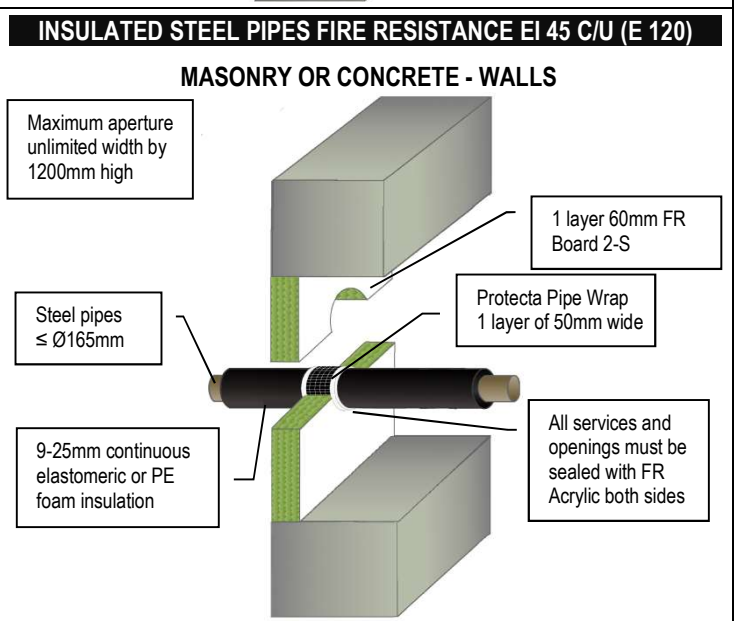 INSULATED STEEL PIPES FIRE RESISTANCE EI 45 C/U (E 120)
MASONRY OR CONCRETE - WALLS
Maximum aperture
unlimited width by
1200mm high
1 layer 60mm FR
Board 2-S
Protecta Pipe Wrap
1 layer of 50mm wide
Steel pipes
≤ Ø165mm
9-25mm continuous
elastomeric or PE
foam insulation
All services and
openings must be
sealed with FR
Acrylic both sides